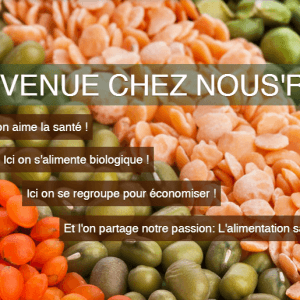 VENUE CHEZ NOUS'R
on aime la santé !
Ici on s'alimente biologique !
Ici on se regroupe pour économiser !
Et l'on partage notre passion: L'alimentation sa